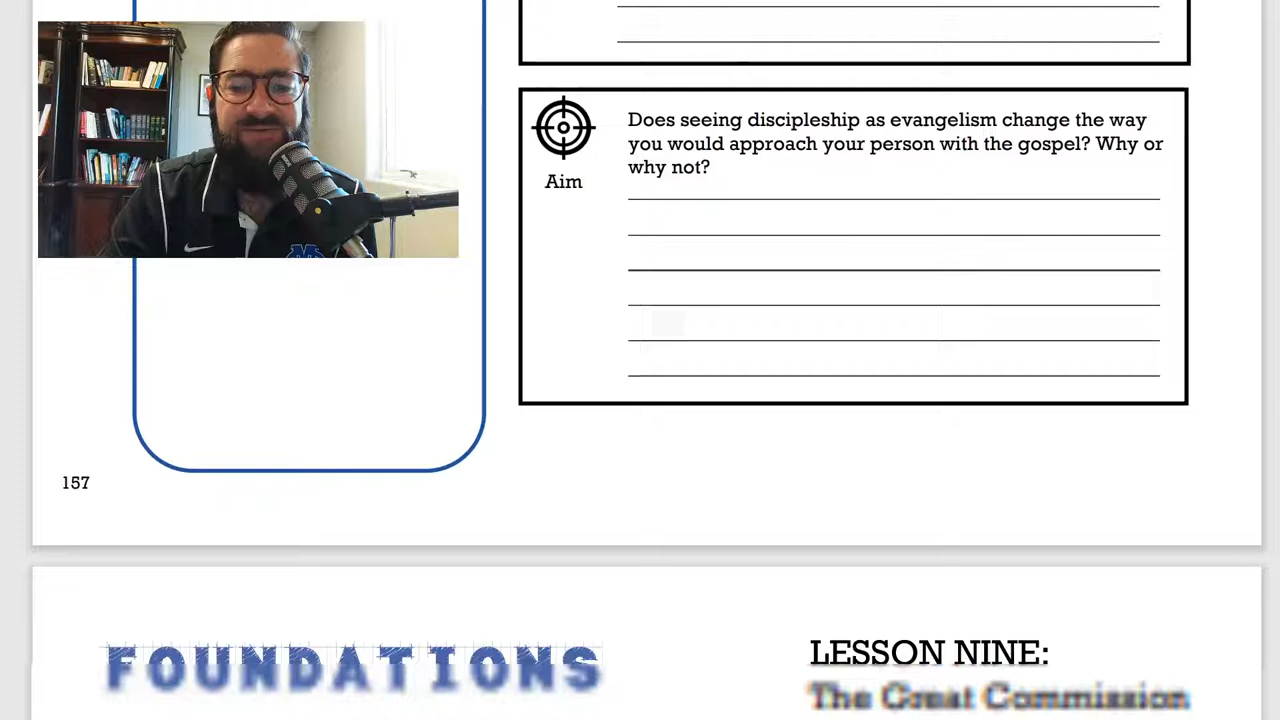 Does seeing discipleship as evangelism change the way
you would approach your person with the gospel? Why or
why not?
Aim
157
FOUNDATIONS
LESSON NINE:
The Great Commission